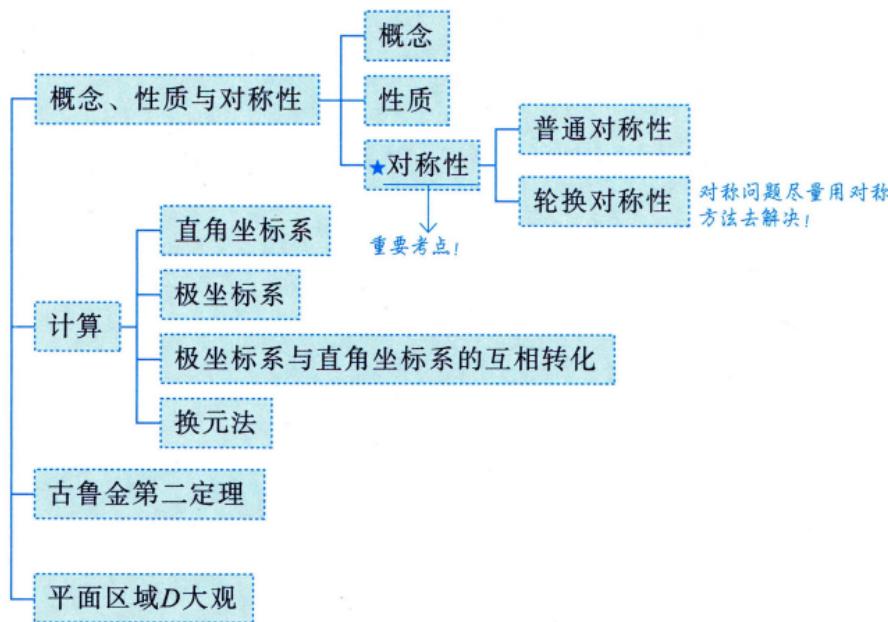 概念
概念、性质与对称性
性质
★对称性
普通对称性
轮换对称性
对称问题尽量用对称
方法去解决!
重要考点!
计算
直角坐标系
极坐标系
极坐标系与直角坐标系的互相转化
换元法
古鲁金第二定理
平面区域D大观